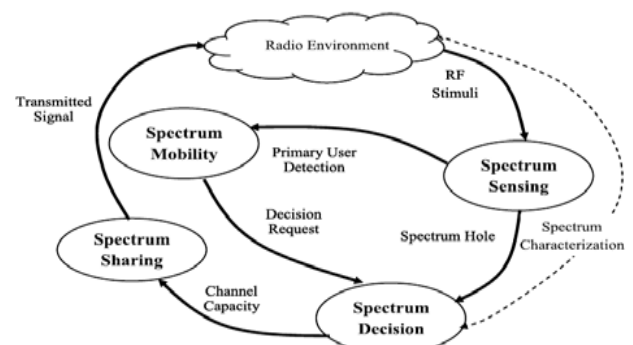 Radio Environment
RF
Stimuli
Transmitted
Signal
Spectrum
Mobility
Primary User
Detection
Spectrum
Sensing
Decision
Request
Spectrum Hole
Spectrum
Characterization
Spectrum
Sharing
Channel
Capacity
Spectrum
Decision